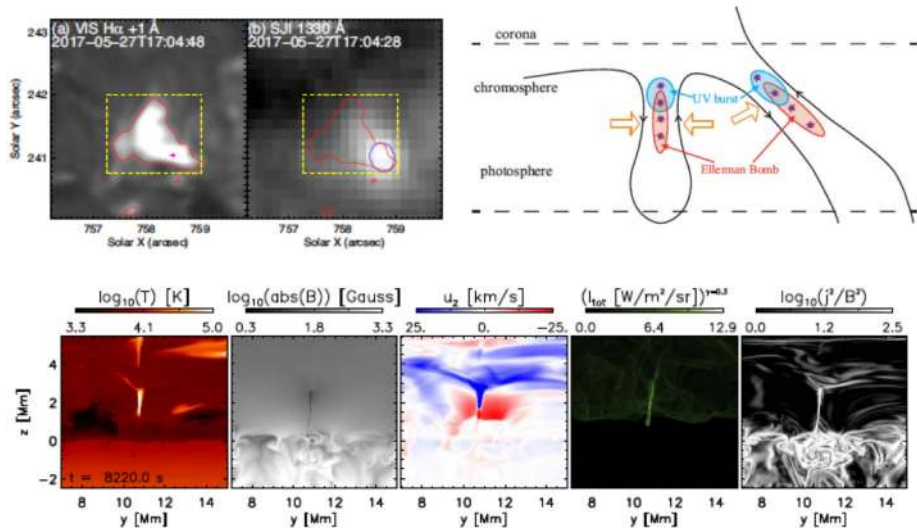 (a) VIS Hα +1 Å
2017-05-27T17:04:48
(b) SJI 1330 Å
2017-05-27T17:04:28
243
242
241
Solar Y (arcsec)
757 758 759
Solar X (arcsec)
757 758 759
Solar X (arcsec)
corona
chromosphere
photosphere
UV burst
Ellerman Bomb
log₁₀(T) [K]
3.3 4.1 5.0
log₁₀(abs(B)) [Gauss]
0.3 1.8 3.3
u_z [km/s]
25. 0. -25.
(I_tot [W/m²/sr])^γ=0.3
0.0 6.4 12.9
log₁₀(j²/B²)
0.0 1.2 2.5
z [Mm]
4
2
0
-2
t = 8220.0 s
8 10 12 14
y [Mm]
8 10 12 14
y [Mm]
8 10 12 14
y [Mm]
8 10 12 14
y [Mm]
8 10 12 14
y [Mm]